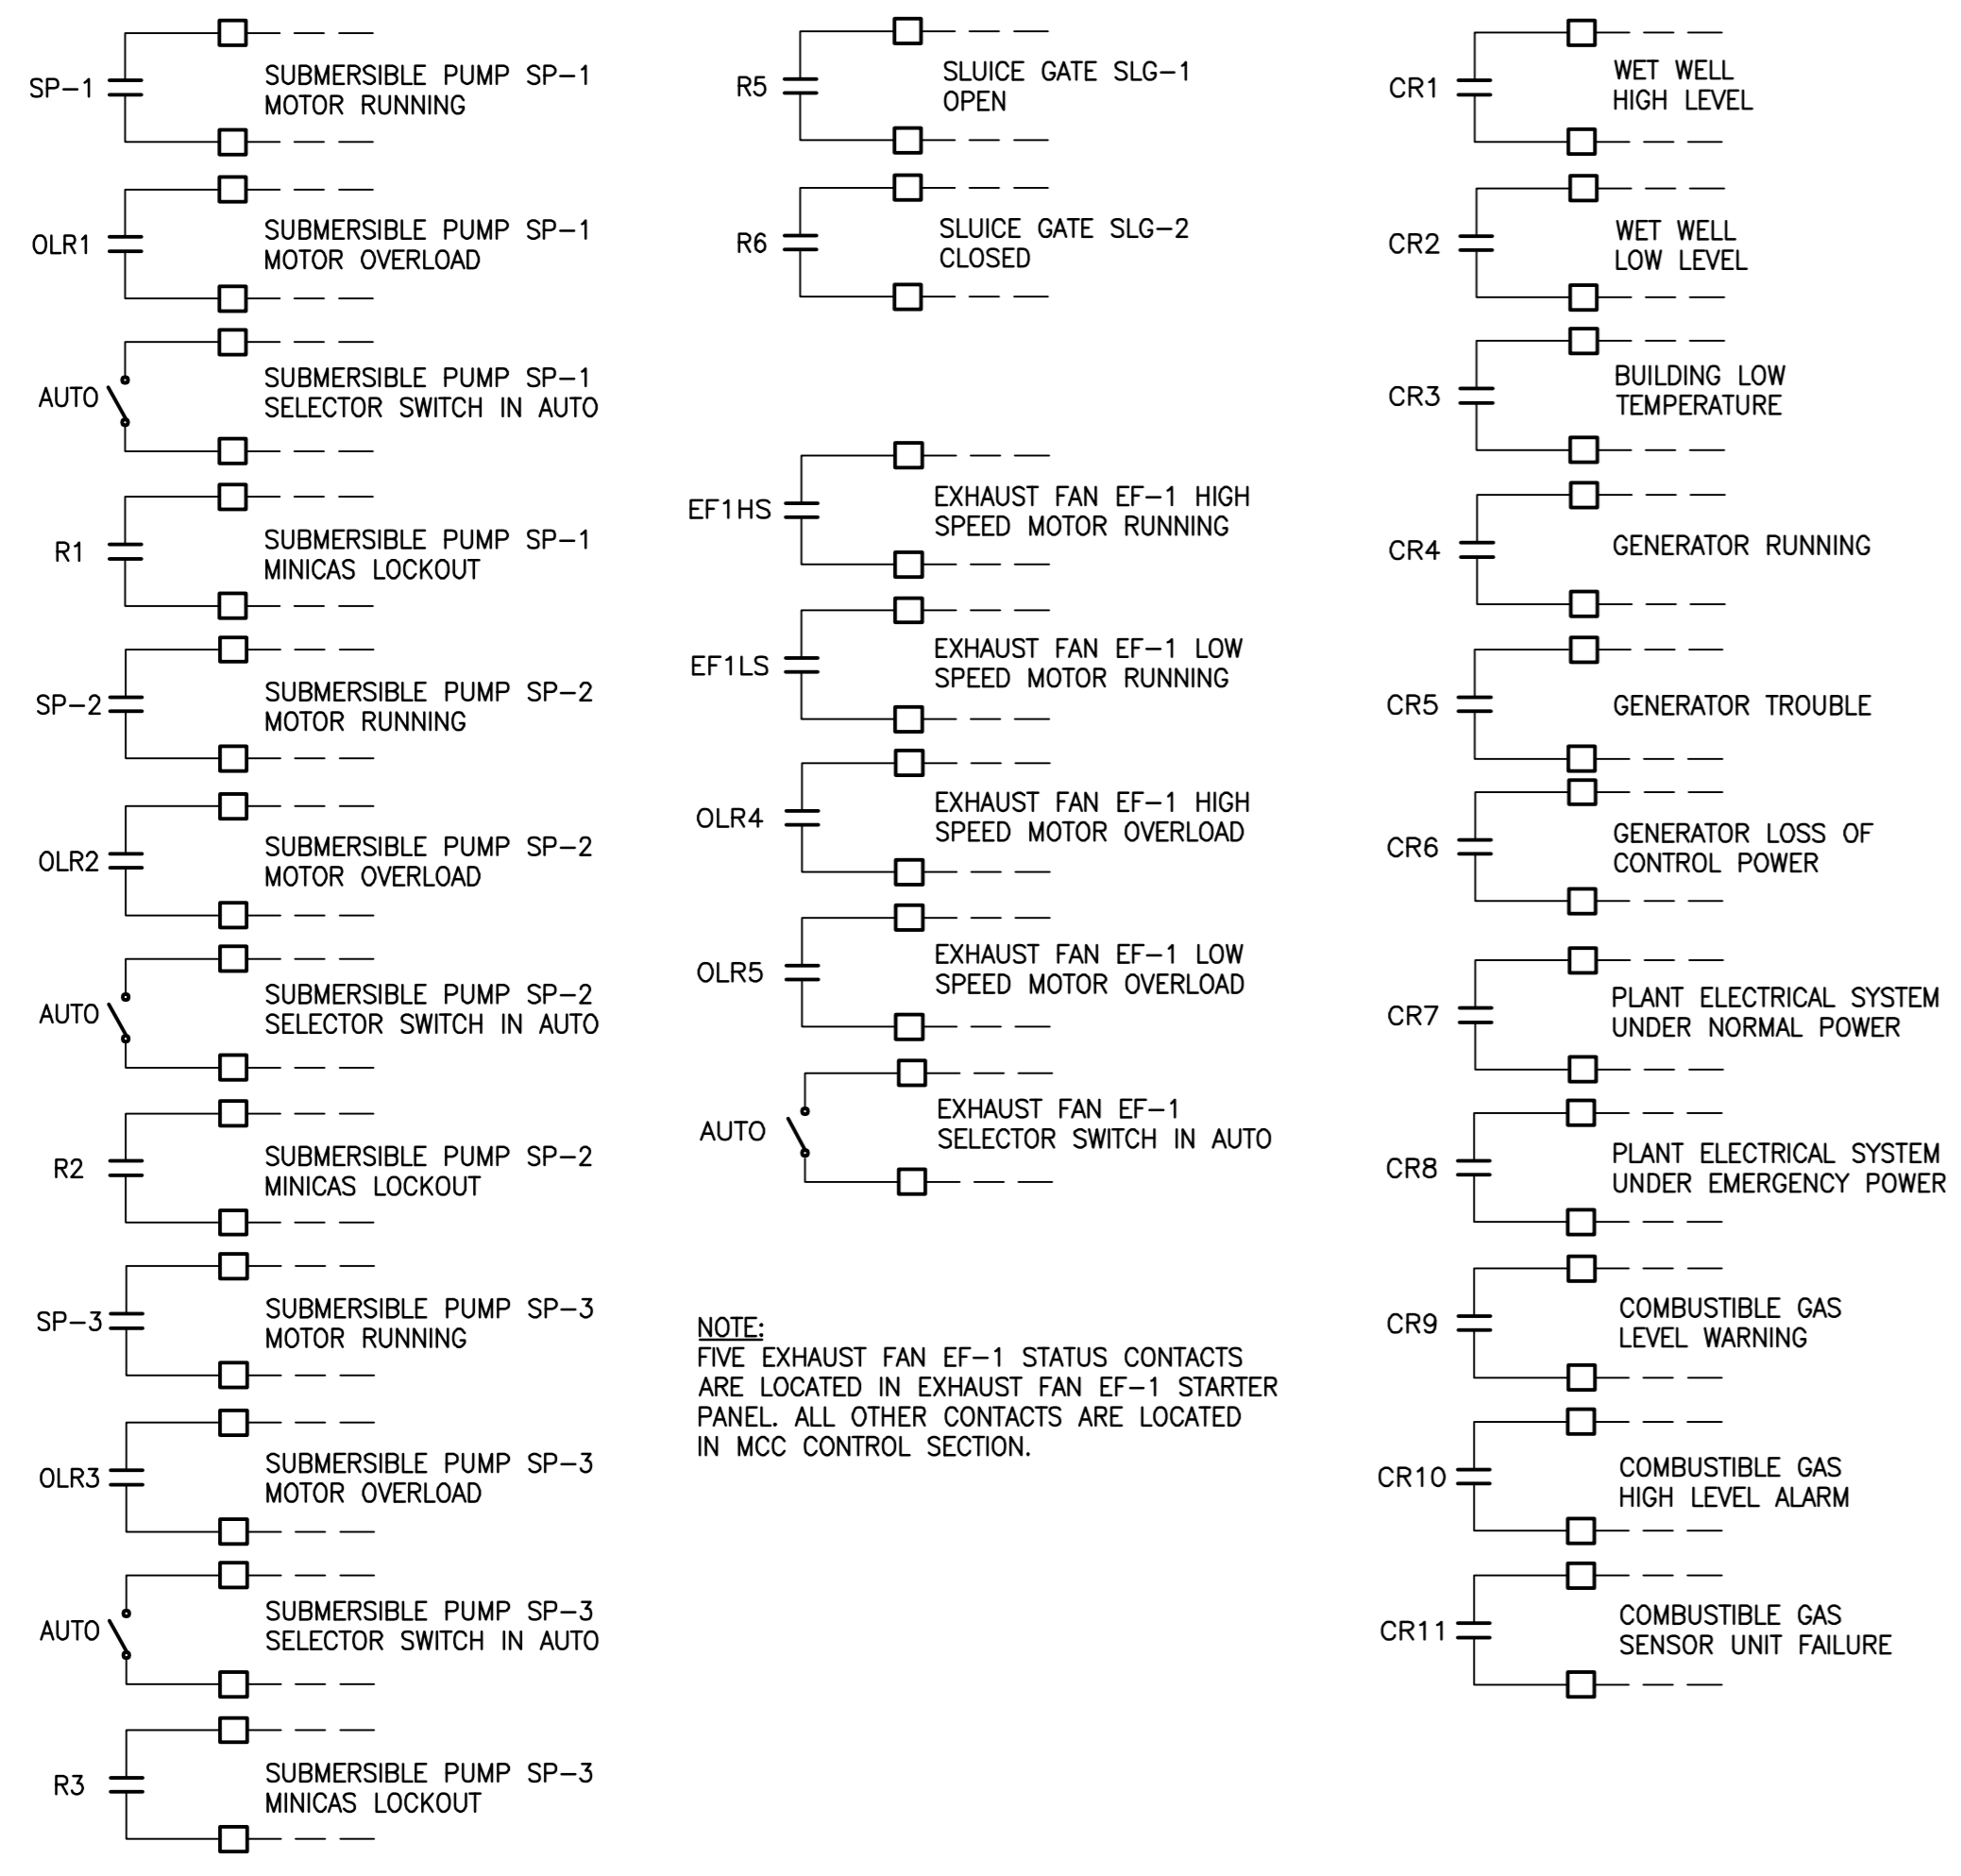 SP-1
SUBMERSIBLE PUMP SP-1
MOTOR RUNNING
OLR1
SUBMERSIBLE PUMP SP-1
MOTOR OVERLOAD
AUTO
SUBMERSIBLE PUMP SP-1
SELECTOR SWITCH IN AUTO
R1
SUBMERSIBLE PUMP SP-1
MINICAS LOCKOUT
SP-2
SUBMERSIBLE PUMP SP-2
MOTOR RUNNING
OLR2
SUBMERSIBLE PUMP SP-2
MOTOR OVERLOAD
AUTO
SUBMERSIBLE PUMP SP-2
SELECTOR SWITCH IN AUTO
R2
SUBMERSIBLE PUMP SP-2
MINICAS LOCKOUT
SP-3
SUBMERSIBLE PUMP SP-3
MOTOR RUNNING
OLR3
SUBMERSIBLE PUMP SP-3
MOTOR OVERLOAD
AUTO
SUBMERSIBLE PUMP SP-3
SELECTOR SWITCH IN AUTO
R3
SUBMERSIBLE PUMP SP-3
MINICAS LOCKOUT
R5
SLUICE GATE SLG-1
OPEN
R6
SLUICE GATE SLG-2
CLOSED
EF1HS
EXHAUST FAN EF-1 HIGH
SPEED MOTOR RUNNING
EF1LS
EXHAUST FAN EF-1 LOW
SPEED MOTOR RUNNING
OLR4
EXHAUST FAN EF-1 HIGH
SPEED MOTOR OVERLOAD
OLR5
EXHAUST FAN EF-1 LOW
SPEED MOTOR OVERLOAD
AUTO
EXHAUST FAN EF-1
SELECTOR SWITCH IN AUTO
NOTE:
FIVE EXHAUST FAN EF-1 STATUS CONTACTS
ARE LOCATED IN EXHAUST FAN EF-1 STARTER
PANEL. ALL OTHER CONTACTS ARE LOCATED
IN MCC CONTROL SECTION.
CR1
WET WELL
HIGH LEVEL
CR2
WET WELL
LOW LEVEL
CR3
BUILDING LOW
TEMPERATURE
CR4
GENERATOR RUNNING
CR5
GENERATOR TROUBLE
CR6
GENERATOR LOSS OF
CONTROL POWER
CR7
PLANT ELECTRICAL SYSTEM
UNDER NORMAL POWER
CR8
PLANT ELECTRICAL SYSTEM
UNDER EMERGENCY POWER
CR9
COMBUSTIBLE GAS
LEVEL WARNING
CR10
COMBUSTIBLE GAS
HIGH LEVEL ALARM
CR11
COMBUSTIBLE GAS
SENSOR UNIT FAILURE